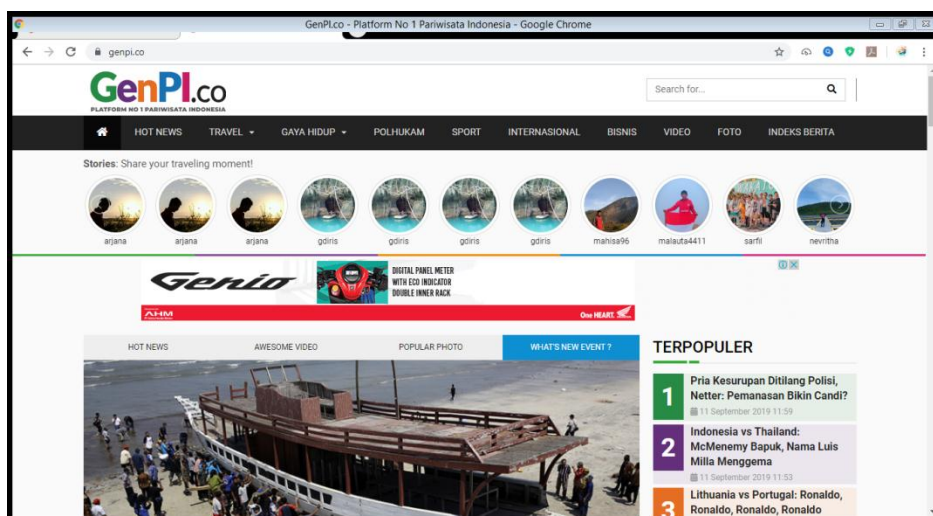 GenPI.co - Platform No 1 Pariwisata Indonesia - Google Chrome
genpi.co
GenPI.co
PLATFORM NO 1 PARIWISATA INDONESIA
Search for...
HOT NEWS TRAVEL GAYA HIDUP POLHUKAM SPORT INTERNASIONAL BISNIS VIDEO FOTO INDEKS BERITA
Stories: Share your traveling moment!
arjana arjana arjana gdiris gdiris gdiris gdiris mahisa96 malauta4411 sarfil nevritha
Genio
DIGITAL PANEL METER
WITH ECO INDICATOR
DOUBLE INNER RACK
AHM
One HEART.
HOT NEWS AWESOME VIDEO POPULAR PHOTO WHAT'S NEW EVENT ?
TERPOPULER
1
Pria Kesurupan Ditilang Polisi,
Netter: Pemanasan Bikin Candi?
11 September 2019 11:59
2
Indonesia vs Thailand:
McMenemy Bapuk, Nama Luis
Milla Menggema
11 September 2019 11:53
3
Lithuania vs Portugal: Ronaldo,
Ronaldo, Ronaldo, Ronaldo